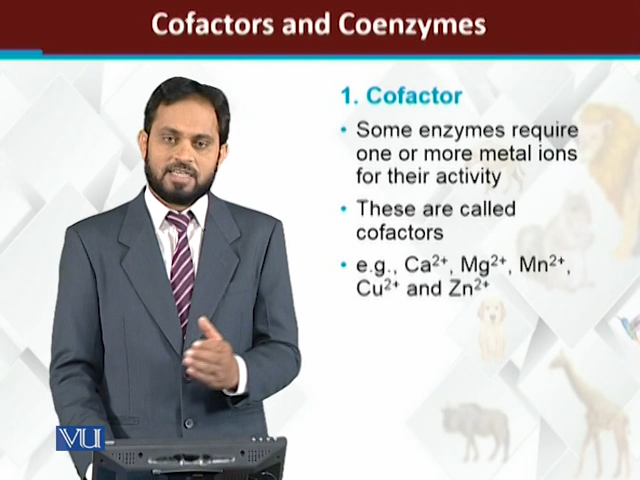 Cofactors and Coenzymes
1. Cofactor
• Some enzymes require
one or more metal ions
for their activity
• These are called
cofactors
• e.g., Ca²⁺, Mg²⁺, Mn²⁺,
Cu²⁺ and Zn²⁺
VU